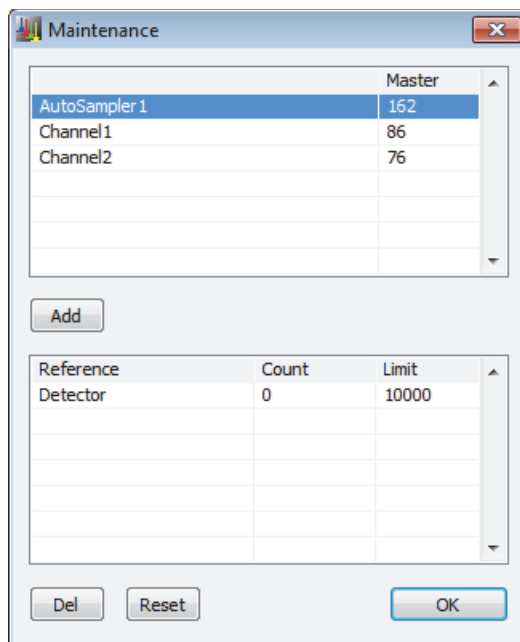 Maintenance
Master
AutoSampler1 162
Channel1 86
Channel2 76
Add
Reference Count Limit
Detector 0 10000
Del Reset OK